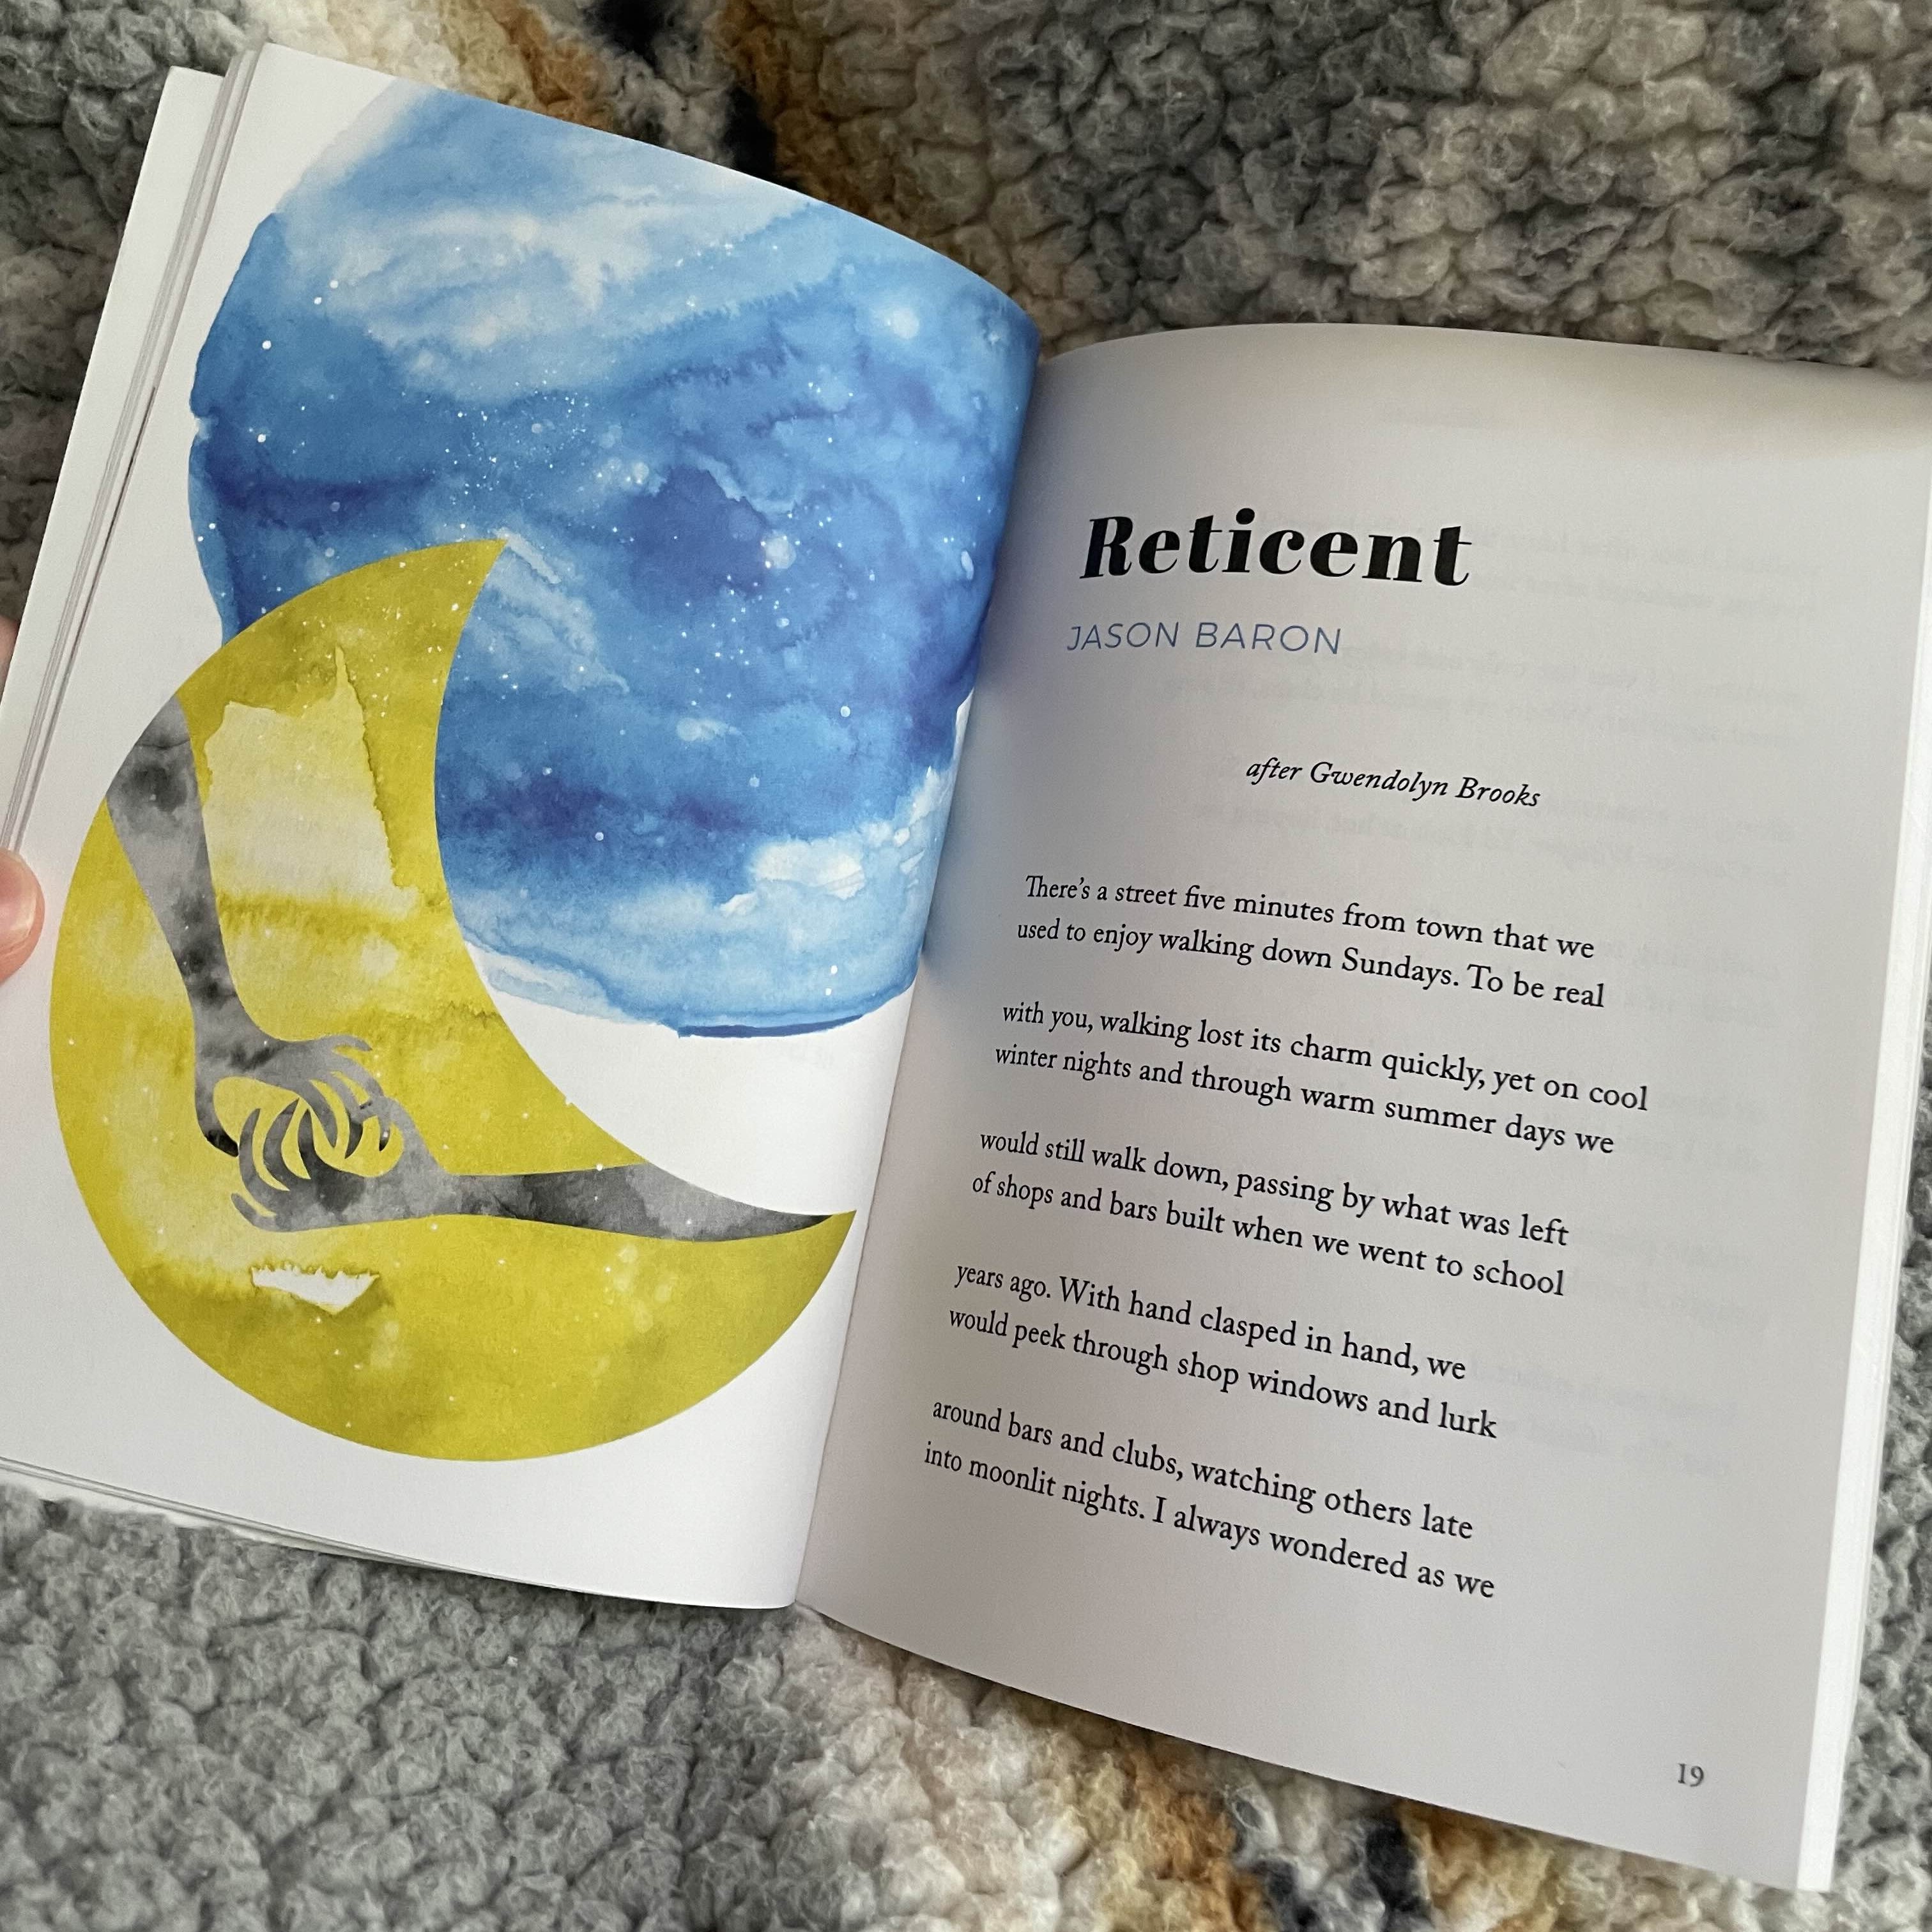 Reticent
JASON BARON
after Gwendolyn Brooks
There's a street five minutes from town that we
used to enjoy walking down Sundays. To be real
with you, walking lost its charm quickly, yet on cool
winter nights and through warm summer days we
would still walk down, passing by what was left
of shops and bars built when we went to school
years ago. With hand clasped in hand, we
would peek through shop windows and lurk
around bars and clubs, watching others late
into moonlit nights. I always wondered as we
19